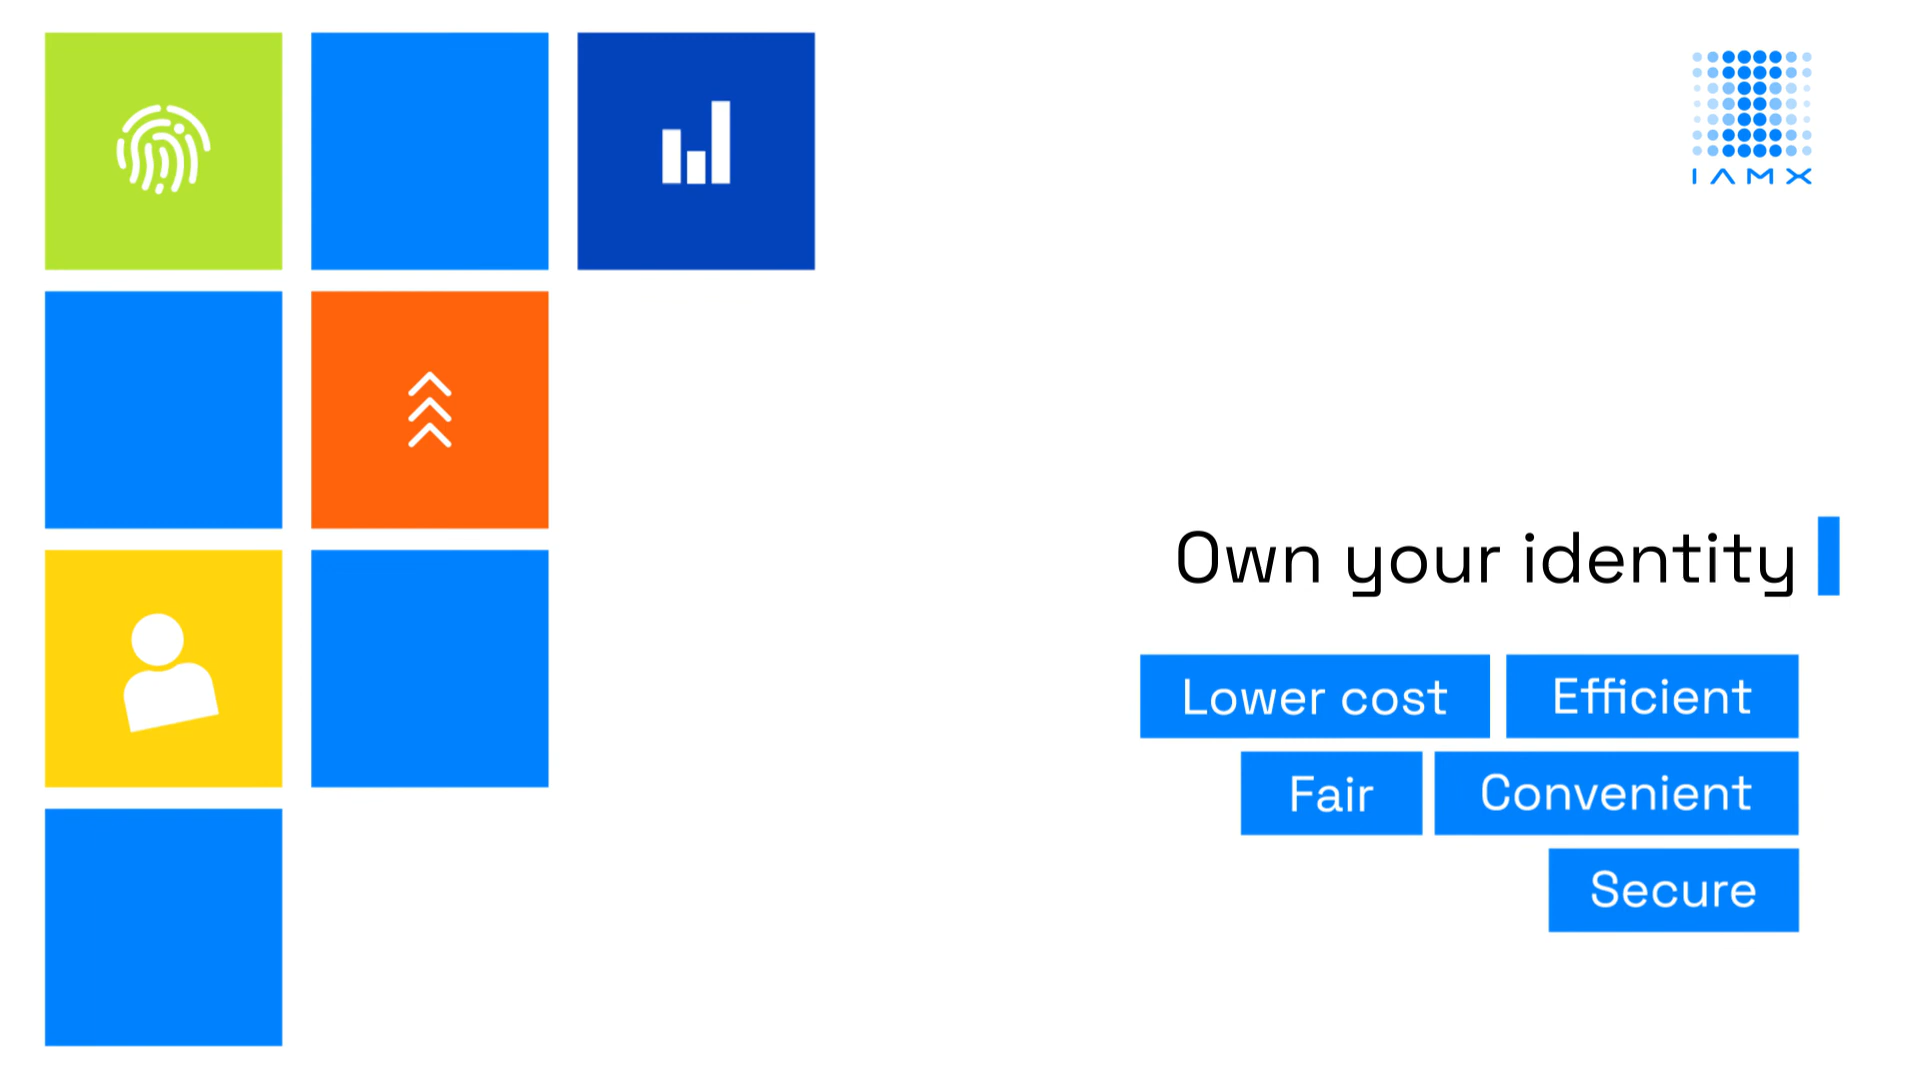 IAMX
Own your identity
Lower cost Efficient
Fair Convenient
Secure